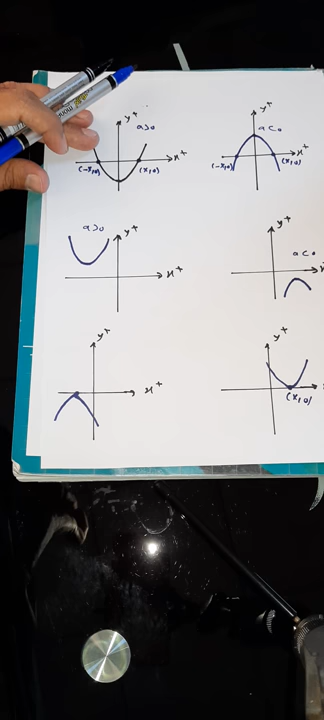 y+ a>0
x+
(-x,0) (x,0)
y+ a<0
x+
(-x,0) (x,0)
a>0 y+
x+
y+
a<0
y+
x+
y+
(x,0)